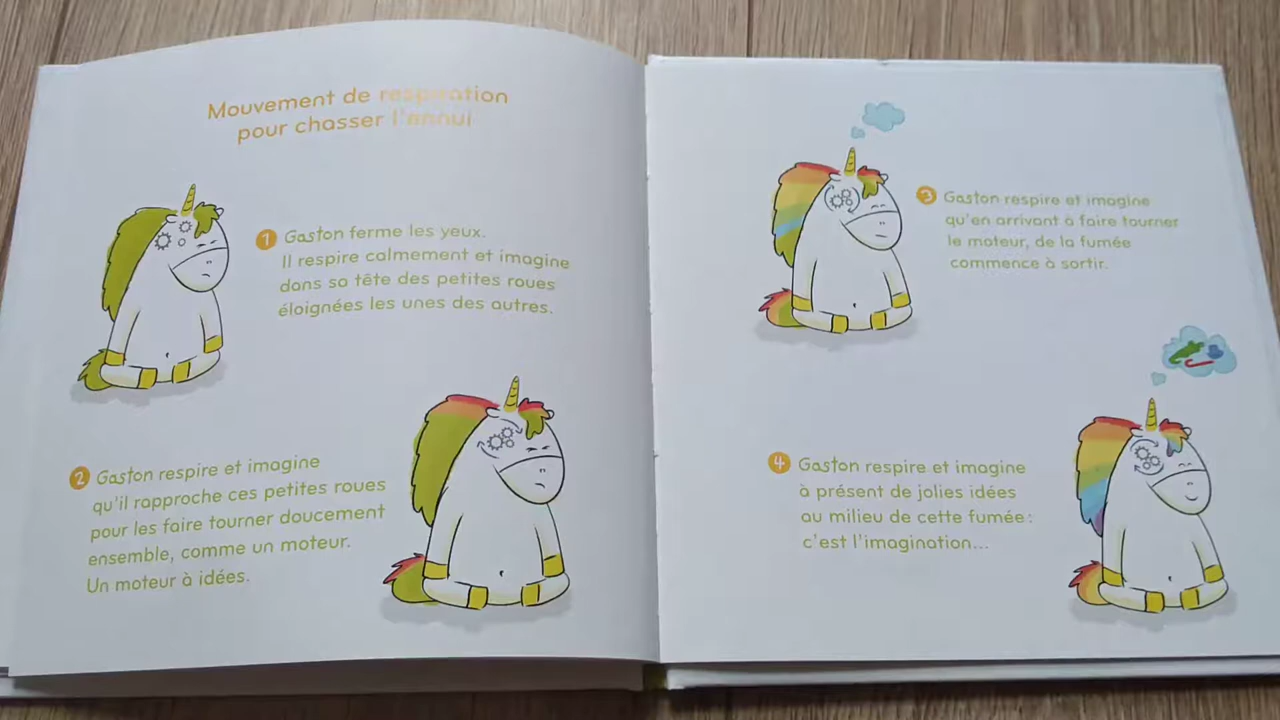 Mouvement de respiration
pour chasser l'ennui
1 Gaston ferme les yeux.
Il respire calmement et imagine
dans sa tête des petites roues
éloignées les unes des autres.
2 Gaston respire et imagine
qu'il rapproche ces petites roues
pour les faire tourner doucement
ensemble, comme un moteur.
Un moteur à idées.
3 Gaston respire et imagine
qu'en arrivant à faire tourner
le moteur, de la fumée
commence à sortir.
4 Gaston respire et imagine
à présent de jolies idées
au milieu de cette fumée :
c'est l'imagination...